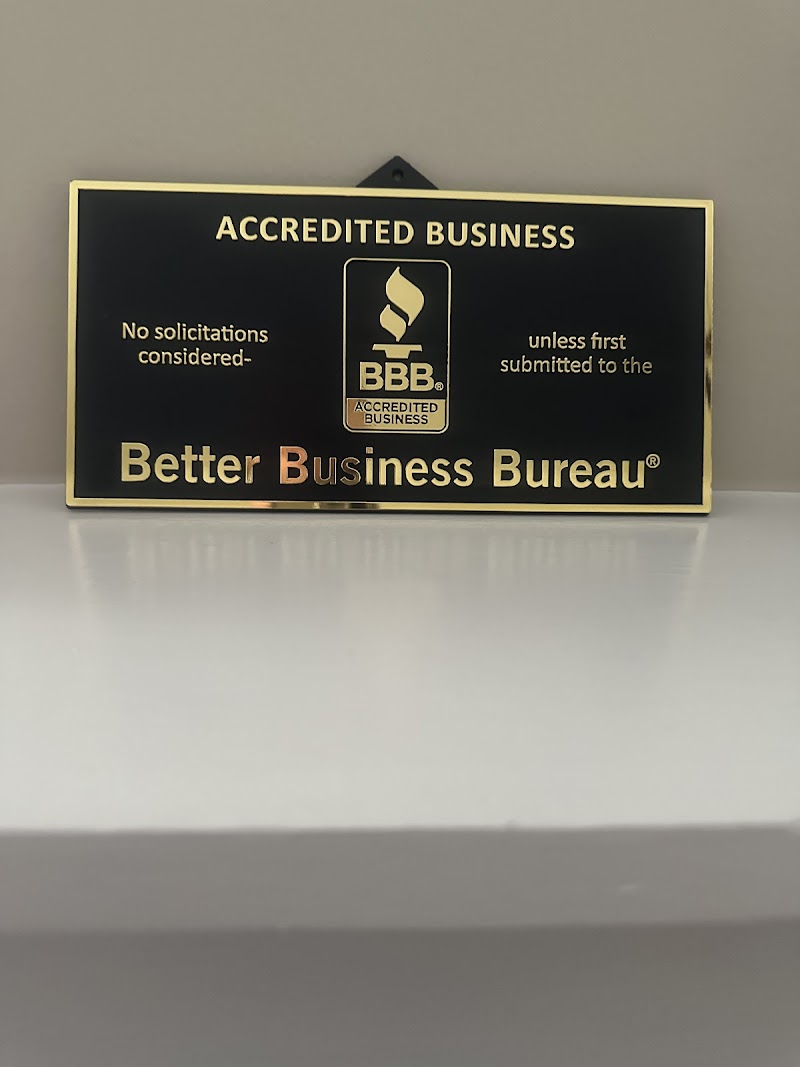 ACCREDITED BUSINESS
No solicitations
considered-
BBB®
ACCREDITED
BUSINESS
unless first
submitted to the
Better Business Bureau®